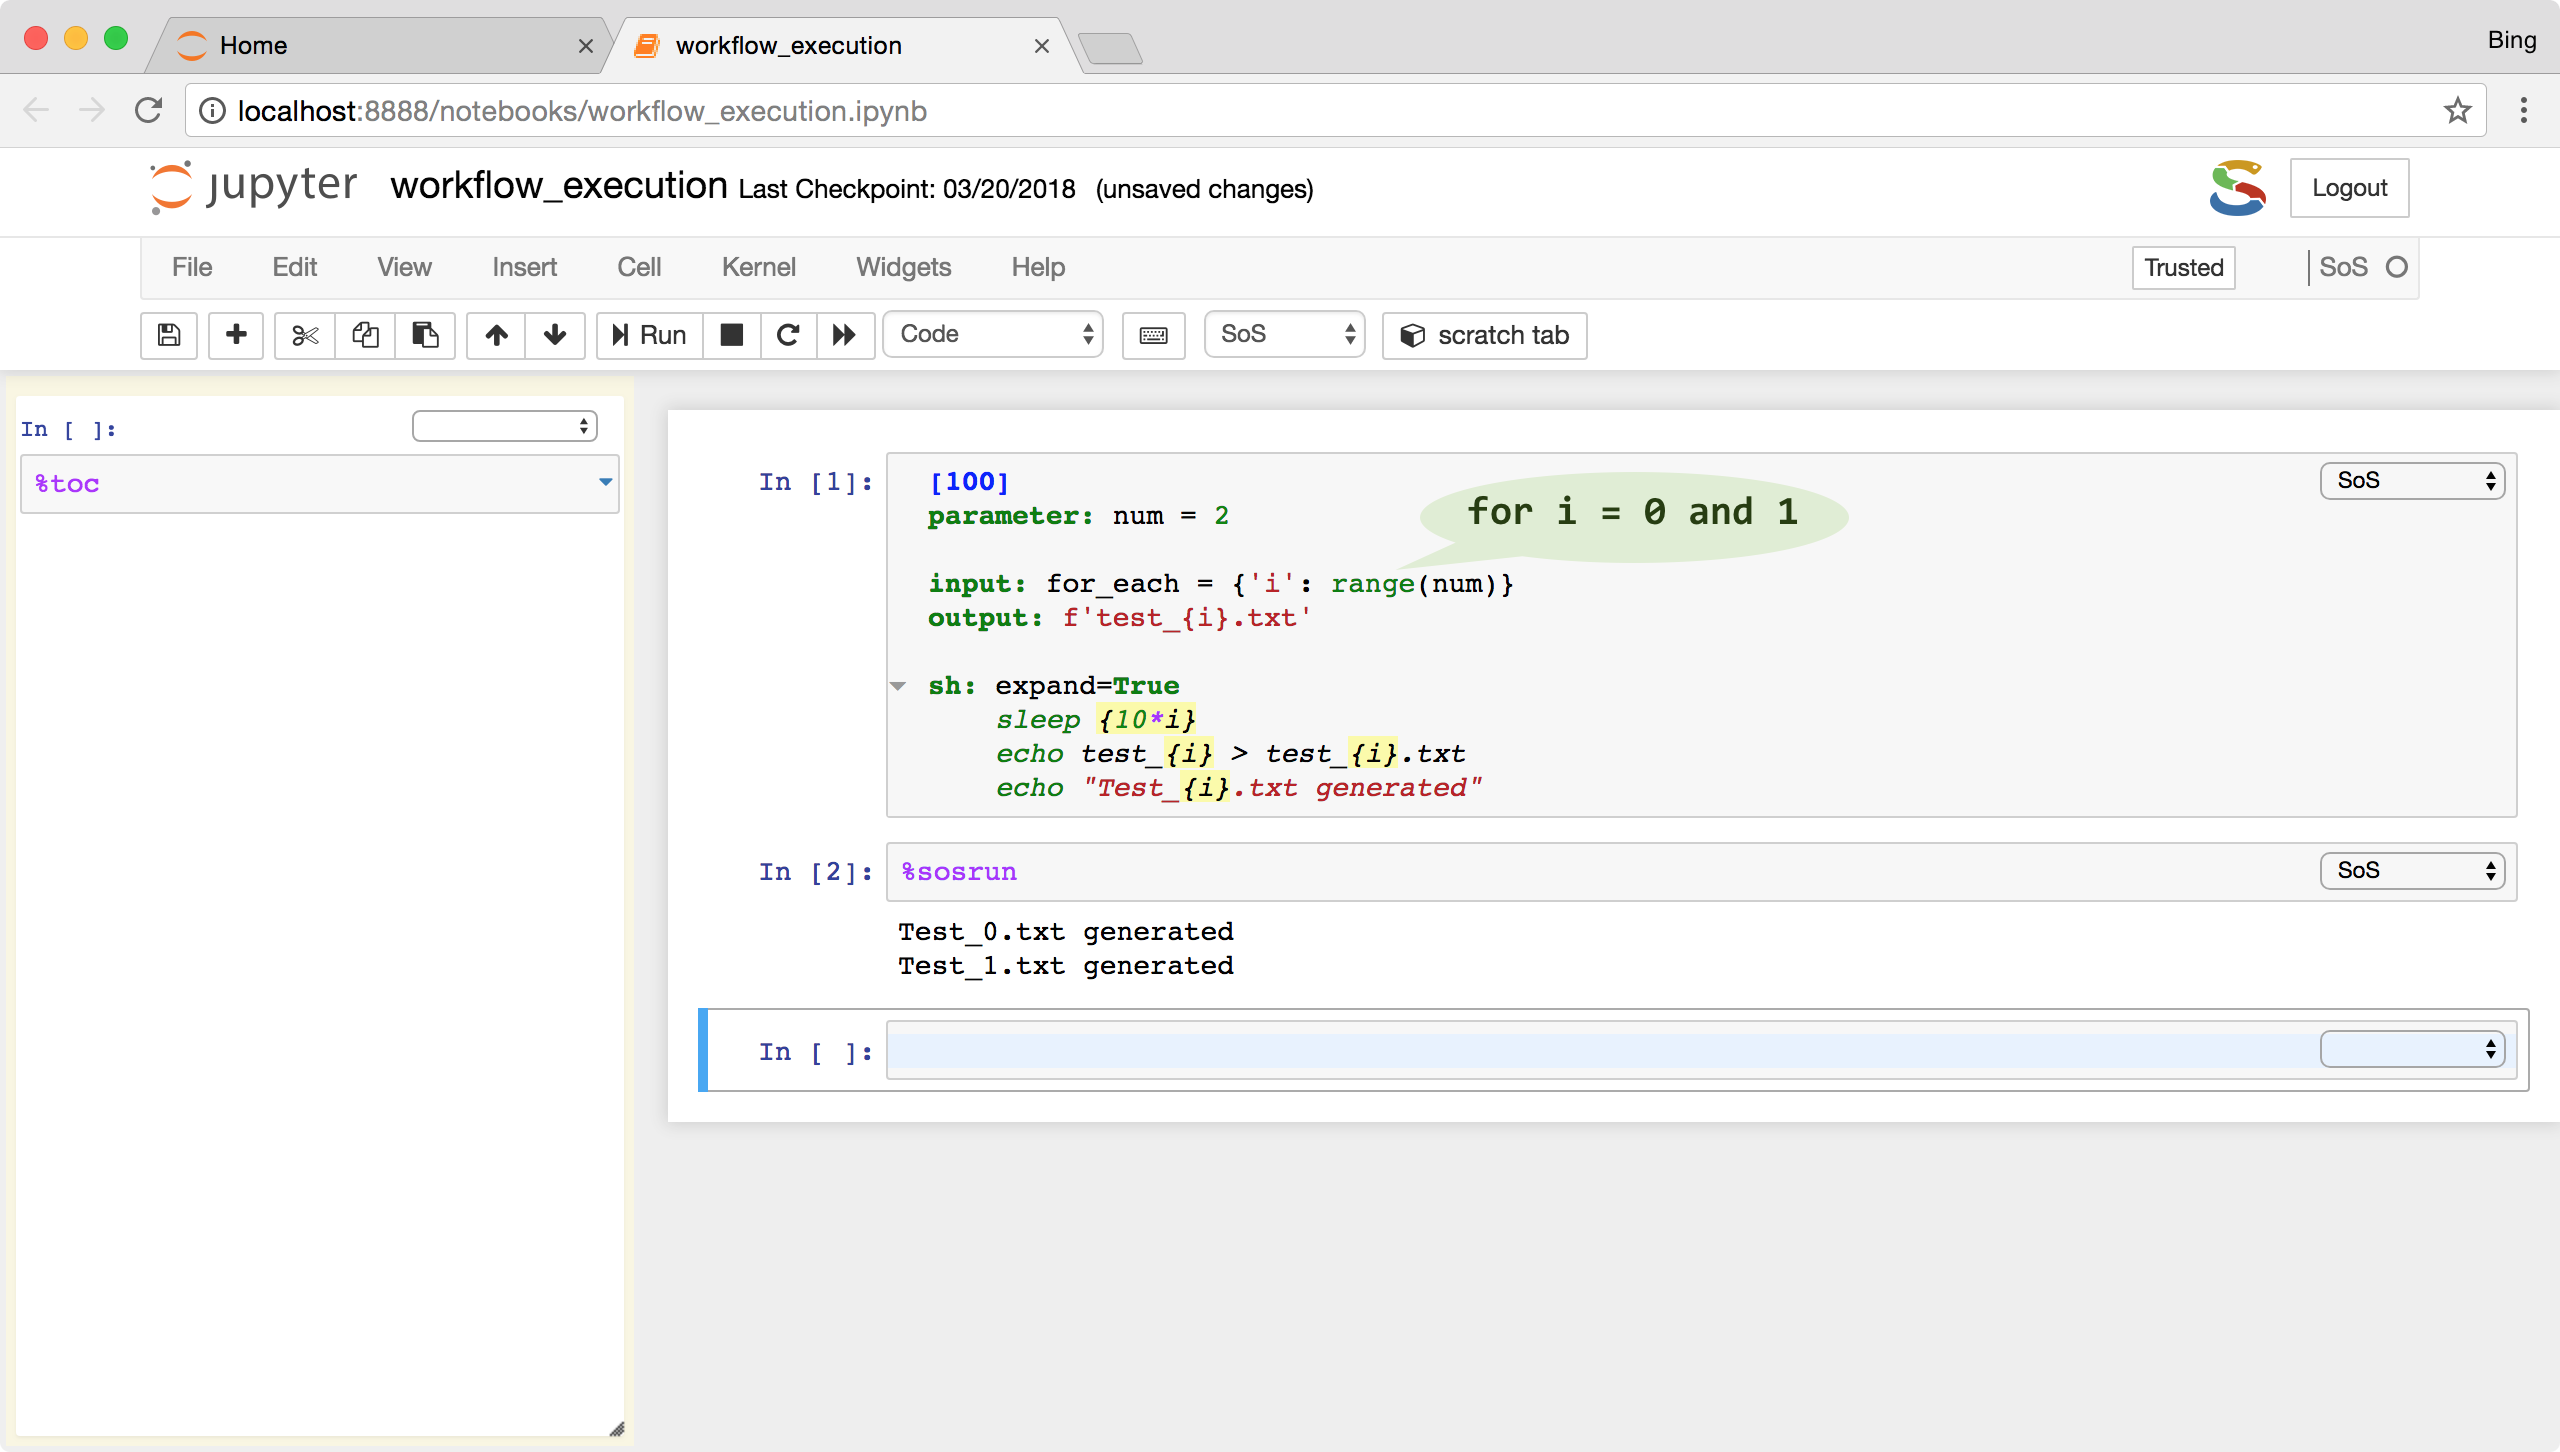 Home
workflow_execution
Bing
localhost:8888/notebooks/workflow_execution.ipynb
jupyter workflow_execution Last Checkpoint: 03/20/2018 (unsaved changes)
Logout
File Edit View Insert Cell Kernel Widgets Help
Trusted
SoS
Run
Code
SoS
scratch tab
In [ ]:
%toc
In [1]:
[100]
parameter: num = 2
for i = 0 and 1
SoS
input: for_each = {'i': range(num)}
output: f'test_{i}.txt'
sh: expand=True
sleep {10*i}
echo test_{i} > test_{i}.txt
echo "Test_{i}.txt generated"
In [2]:
%sosrun
SoS
Test_0.txt generated
Test_1.txt generated
In [ ]: